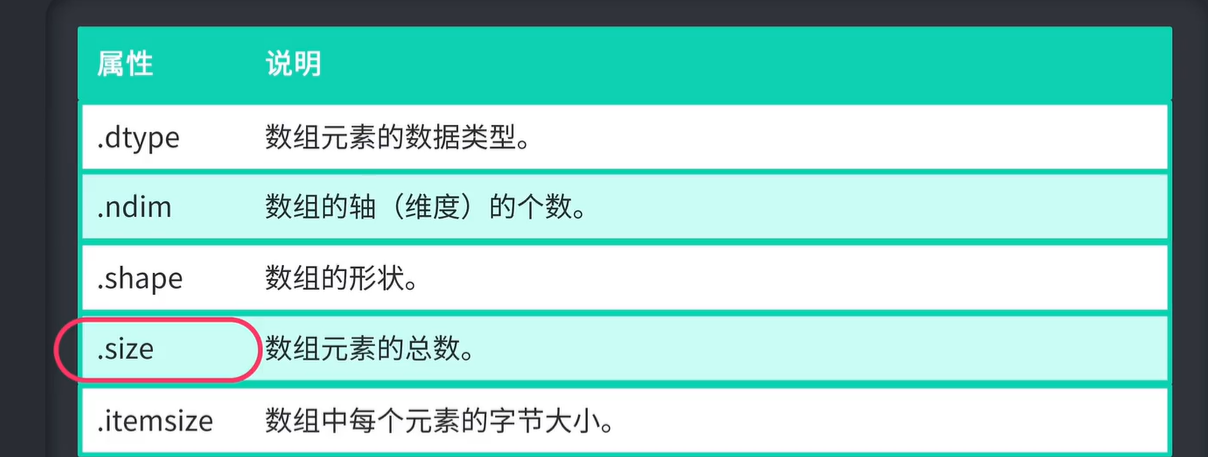 属性 说明
.dtype 数组元素的数据类型。
.ndim 数组的轴（维度）的个数。
.shape 数组的形状。
.size 数组元素的总数。
.itemsize 数组中每个元素的字节大小。